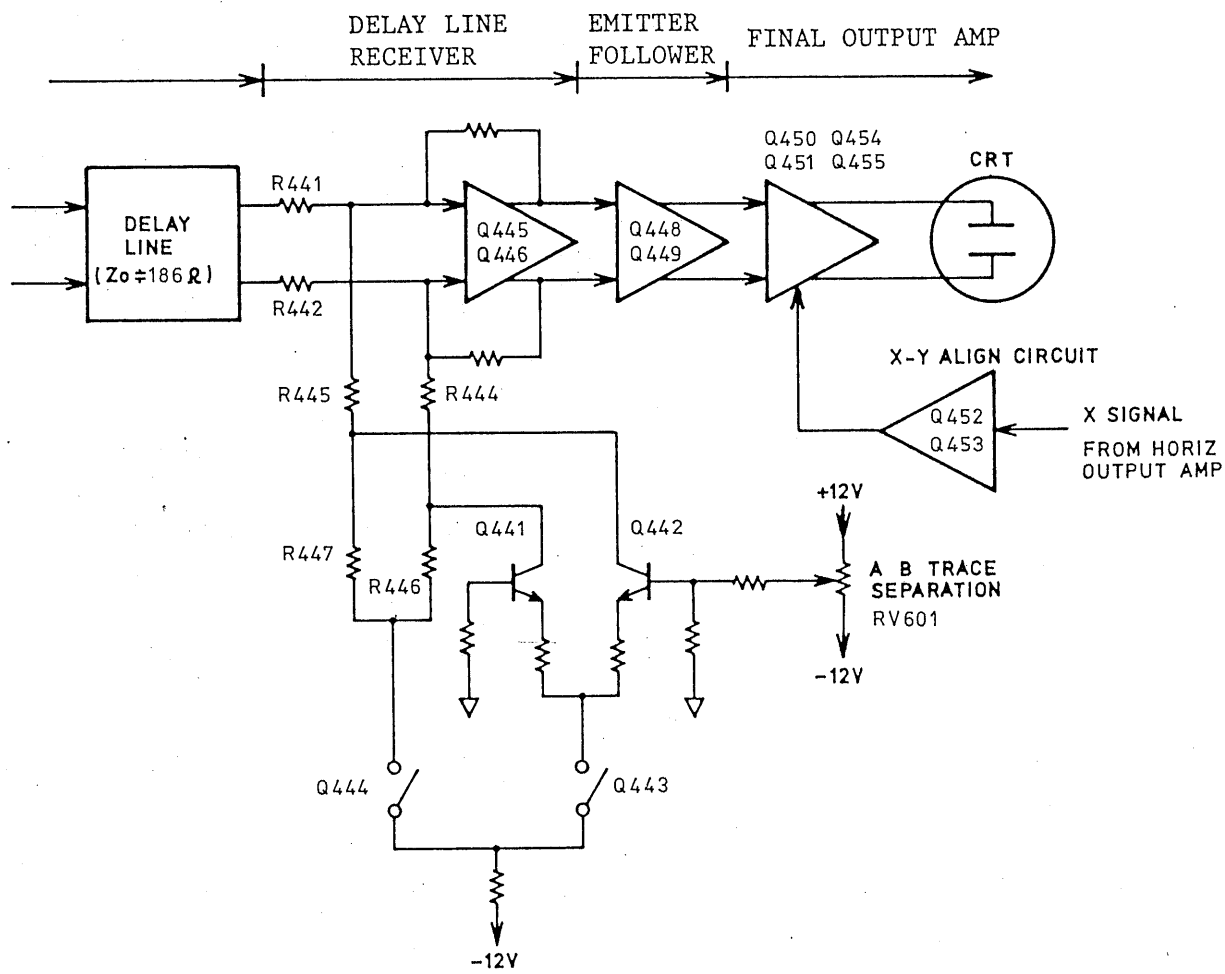 DELAY LINE
RECEIVER
EMITTER
FOLLOWER
FINAL OUTPUT AMP
DELAY
LINE
(Zo≑186Ω)
R441
R442
Q445
Q446
Q448
Q449
Q450 Q454
Q451 Q455
CRT
R445
R444
X-Y ALIGN CIRCUIT
Q452
Q453
X SIGNAL
FROM HORIZ
OUTPUT AMP
R447
R446
Q441
Q442
+12V
A B TRACE
SEPARATION
RV601
-12V
Q444
Q443
-12V